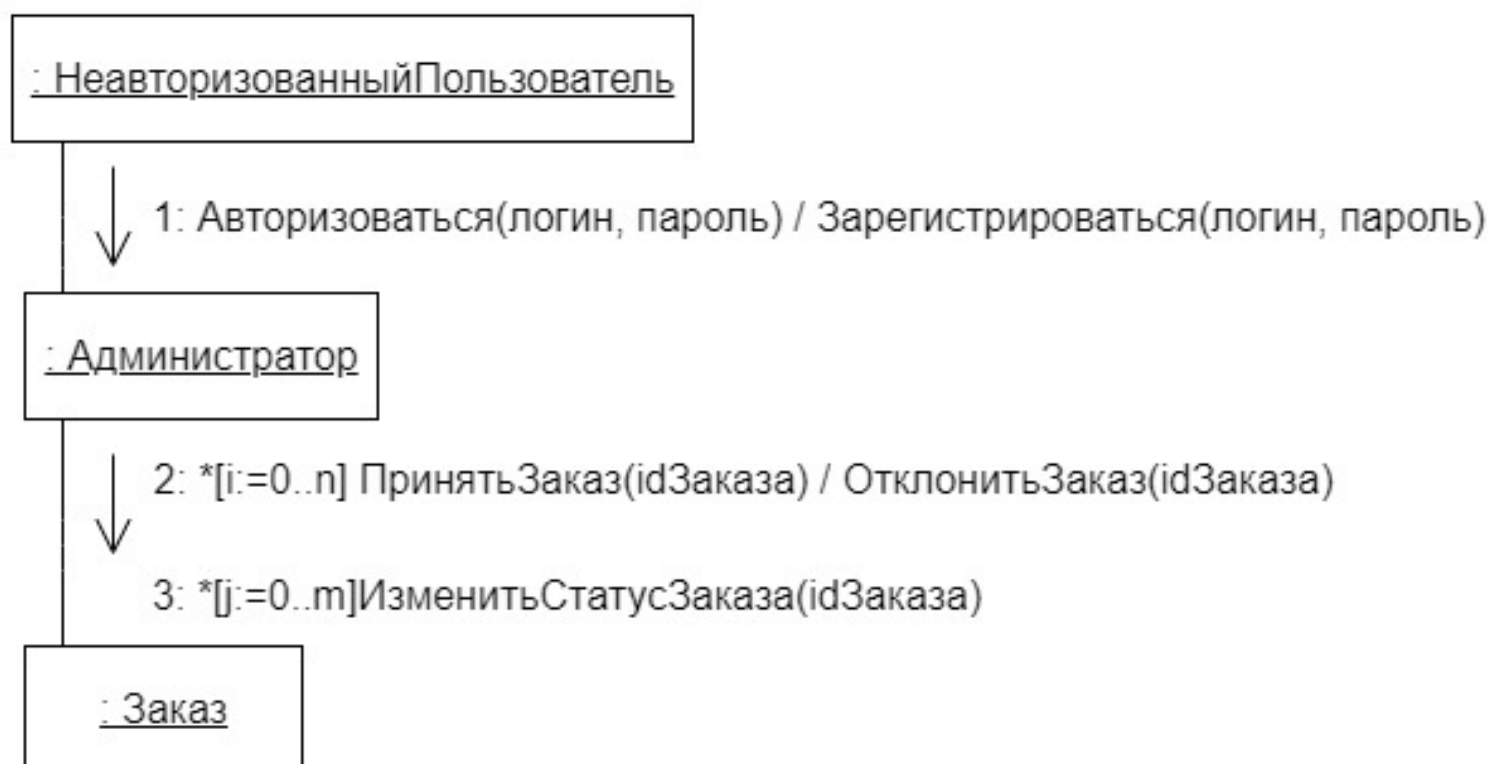 : НеавторизованныйПользователь
1: Авторизоваться(логин, пароль) / Зарегистрироваться(логин, пароль)
: Администратор
2: *[i:=0..n] ПринятьЗаказ(idЗаказа) / ОтклонитьЗаказ(idЗаказа)
3: *[j:=0..m]ИзменитьСтатусЗаказа(idЗаказа)
: Заказ